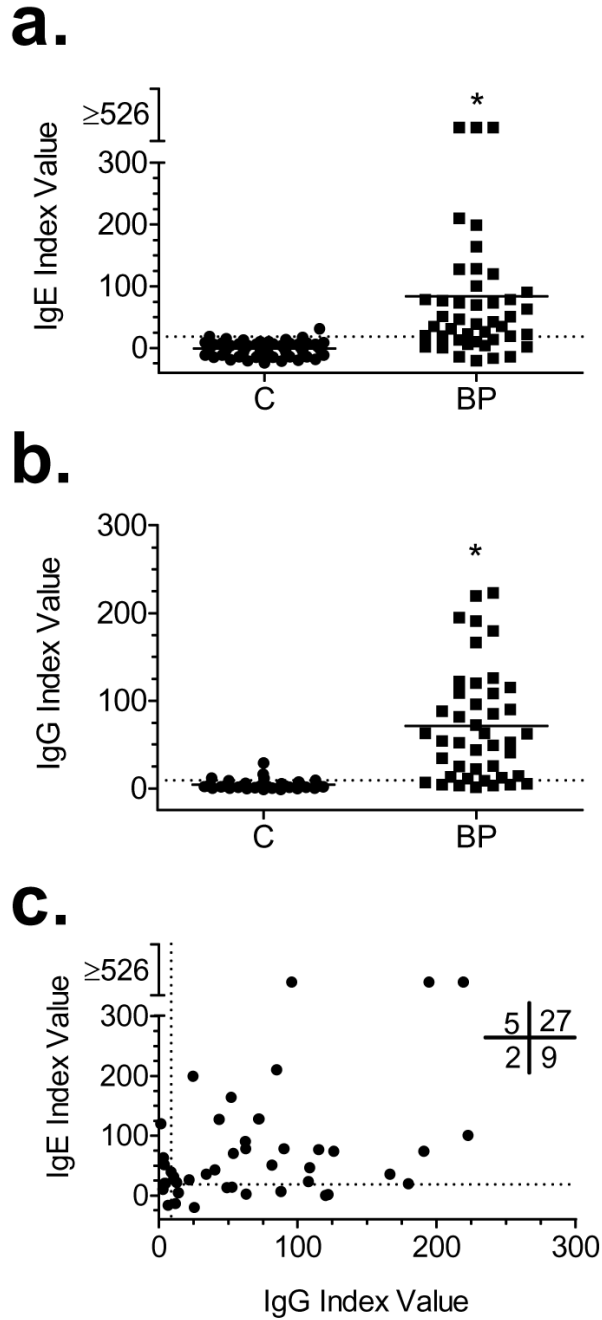 a.
≥526
*
300
200
100
0
IgE Index Value
C BP
b.
300
*
200
100
0
IgG Index Value
C BP
c.
≥526
300
200
100
0
IgE Index Value
5 27
2 9
0 100 200 300
IgG Index Value